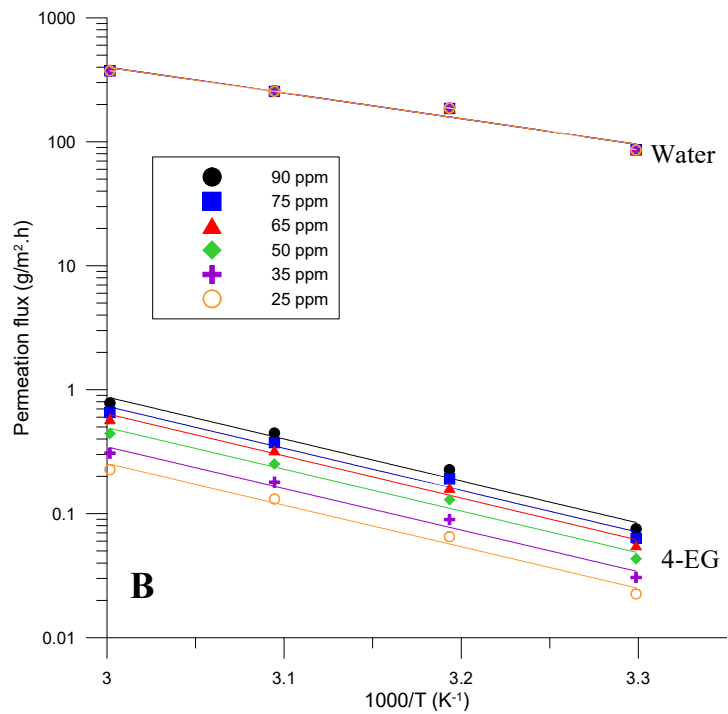 1000
100
10
1
0.1
0.01
Permeation flux (g/m².h)
Water
90 ppm
75 ppm
65 ppm
50 ppm
35 ppm
25 ppm
4-EG
B
3
3.1
3.2
3.3
1000/T (K⁻¹)